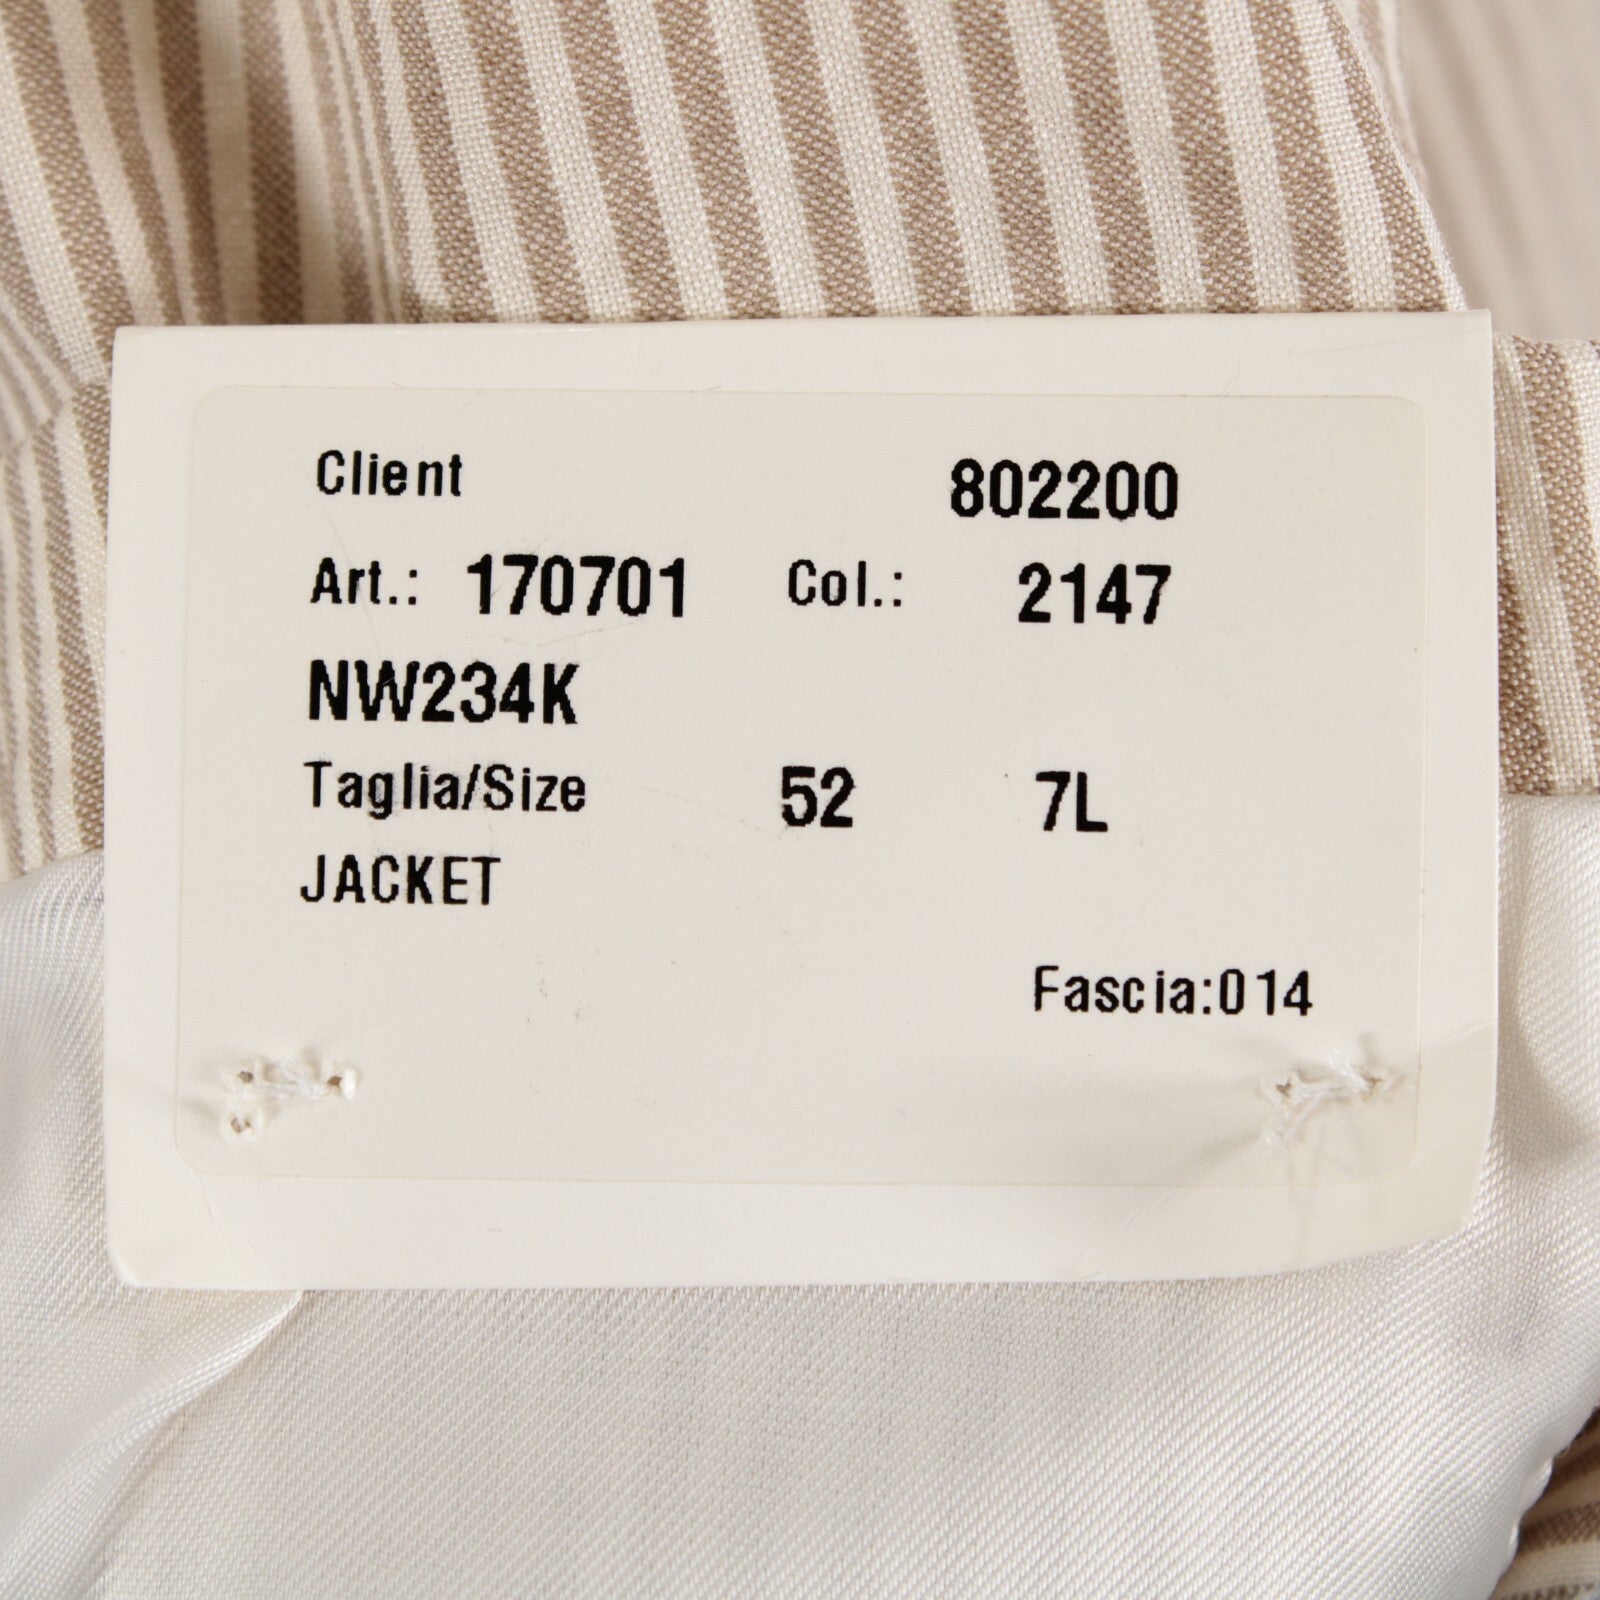 Client 802200
Art.: 170701 Col.: 2147
NW234K
Taglia/Size 52 7L
JACKET
Fascia:014